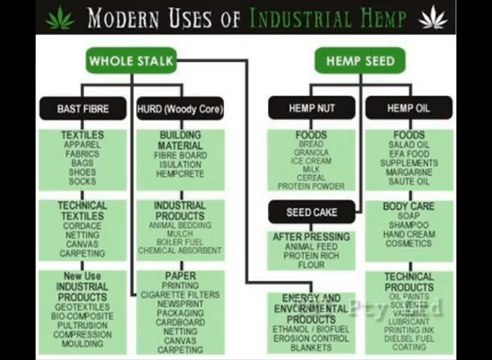 MODERN USES OF INDUSTRIAL HEMP
WHOLE STALK
HEMP SEED
BAST FIBRE
HURD (Woody Core)
HEMP NUT
HEMP OIL
TEXTILES
APPAREL
FABRICS
BAGS
SHOES
SOCKS
BUILDING
MATERIAL
FIBRE BOARD
ISULATION
HEMPCRETE
FOODS
BREAD
GRANOLA
ICE CREAM
MILK
CEREAL
PROTEIN POWDER
FOODS
SALAD OIL
EFA FOOD
SUPPLEMENTS
MARGARINE
SAUTE OIL
SEED CAKE
TECHNICAL
TEXTILES
CORDACE
NETTING
CANVAS
CARPETING
INDUSTRIAL
PRODUCTS
ANIMAL BEDDING
MULCH
BOILER FUEL
CHEMICAL ABSORBENT
AFTER PRESSING
ANIMAL FEED
PROTEIN RICH
FLOUR
BODY CARE
SOAP
SHAMPOO
HAND CREAM
COSMETICS
New Use
INDUSTRIAL
PRODUCTS
GEOTEXTILES
BIO-COMPOSITE
PULTRUSION
COMPRESSION
MOULDING
PAPER
PRINTING
CIGARETTE FILTERS
NEWSPRINT
PACKAGING
CARDBOARD
NETTING
CANVAS
CARPETING
ENERGY AND
ENVIRONMENTAL
PRODUCTS
ETHANOL / BIOFUEL
EROSION CONTROL
BLANKETS
TECHNICAL
PRODUCTS
OIL PAINTS
SOLVENTS
VARNISH
LUBRICANT
PRINTING INK
DIELSEL FUEL
COATING
Pty